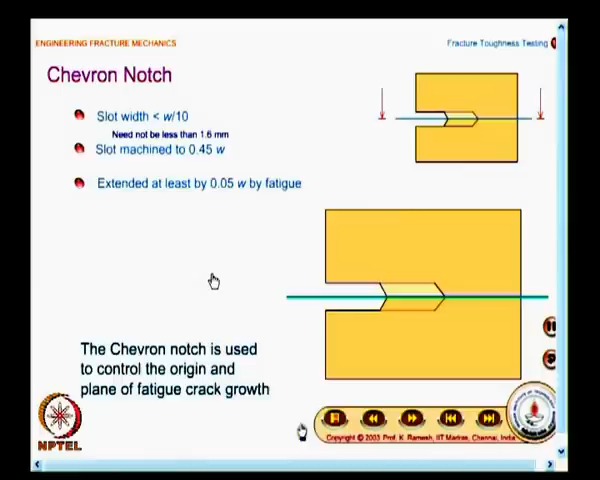 ENGINEERING FRACTURE MECHANICS
Fracture Toughness Testing
Chevron Notch
Slot width < w/10
Need not be less than 1.6 mm
Slot machined to 0.45 w
Extended at least by 0.05 w by fatigue
The Chevron notch is used
to control the origin and
plane of fatigue crack growth
NPTEL
Copyright © 2003 Prof. K. Ramesh, IIT Madras, Chennai, India